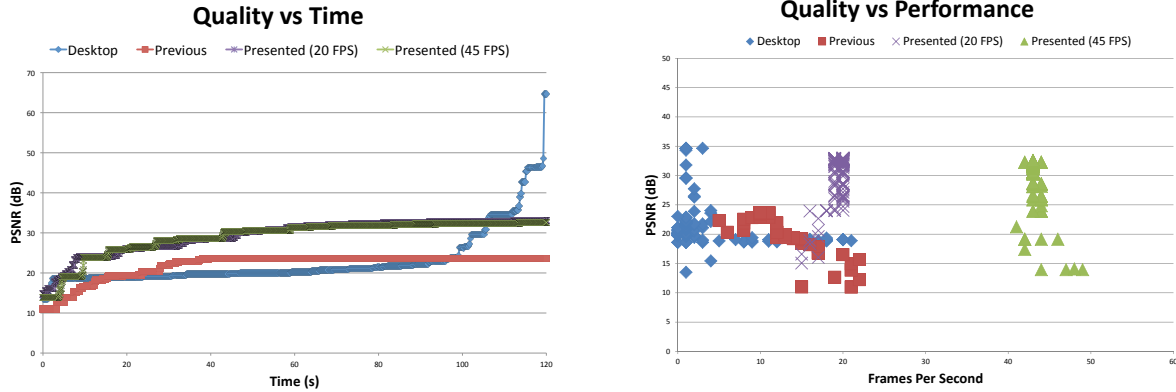 Quality vs Time
Desktop Previous Presented (20 FPS) Presented (45 FPS)
70
60
50
40
30
20
10
0
PSNR (dB)
0 20 40 60 80 100 120
Time (s)
Quality vs Performance
Desktop Previous Presented (20 FPS) Presented (45 FPS)
50
45
40
35
30
25
20
15
10
5
0
PSNR (dB)
0 10 20 30 40 50 60
Frames Per Second